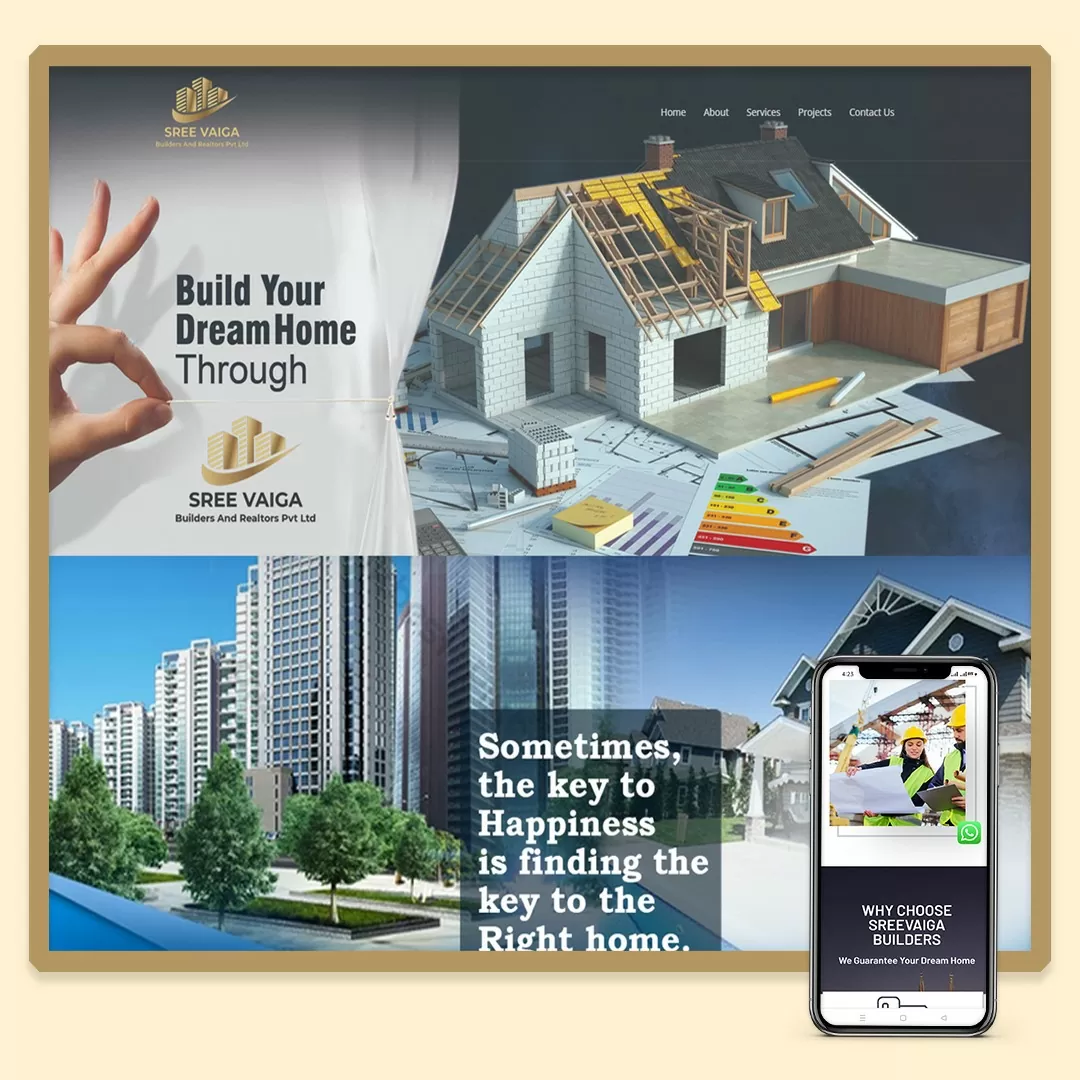 SREE VAIGA
Builders And Realtors Pvt Ltd
Home About Services Projects Contact Us
Build Your
Dream Home
Through
SREE VAIGA
Builders And Realtors Pvt Ltd
A
B
C
D
E
F
G
Sometimes,
the key to
Happiness
is finding the
key to the
Right home.
4:23
WHY CHOOSE
SREEVAIGA
BUILDERS
We Guarantee Your Dream Home